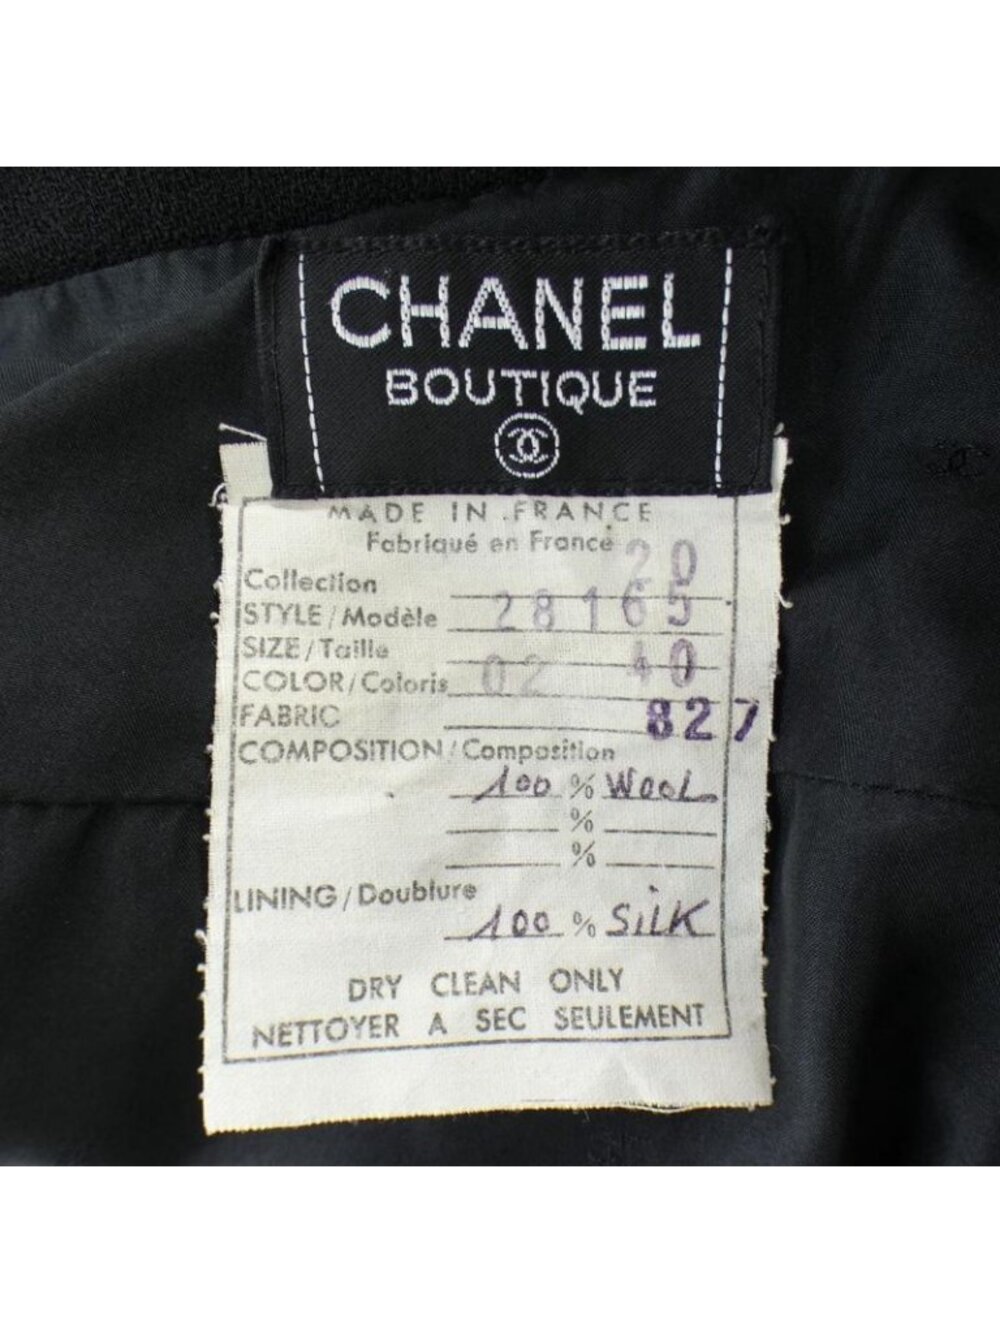 CHANEL
BOUTIQUE
MADE IN FRANCE
Fabriqué en France
Collection 20
STYLE/Modèle 28165
SIZE/Taille 40
COLOR/Coloris 02
FABRIC 827
COMPOSITION/Composition
100 % WOOL
%
%
LINING/Doublure
100 % SILK
DRY CLEAN ONLY
NETTOYER A SEC SEULEMENT